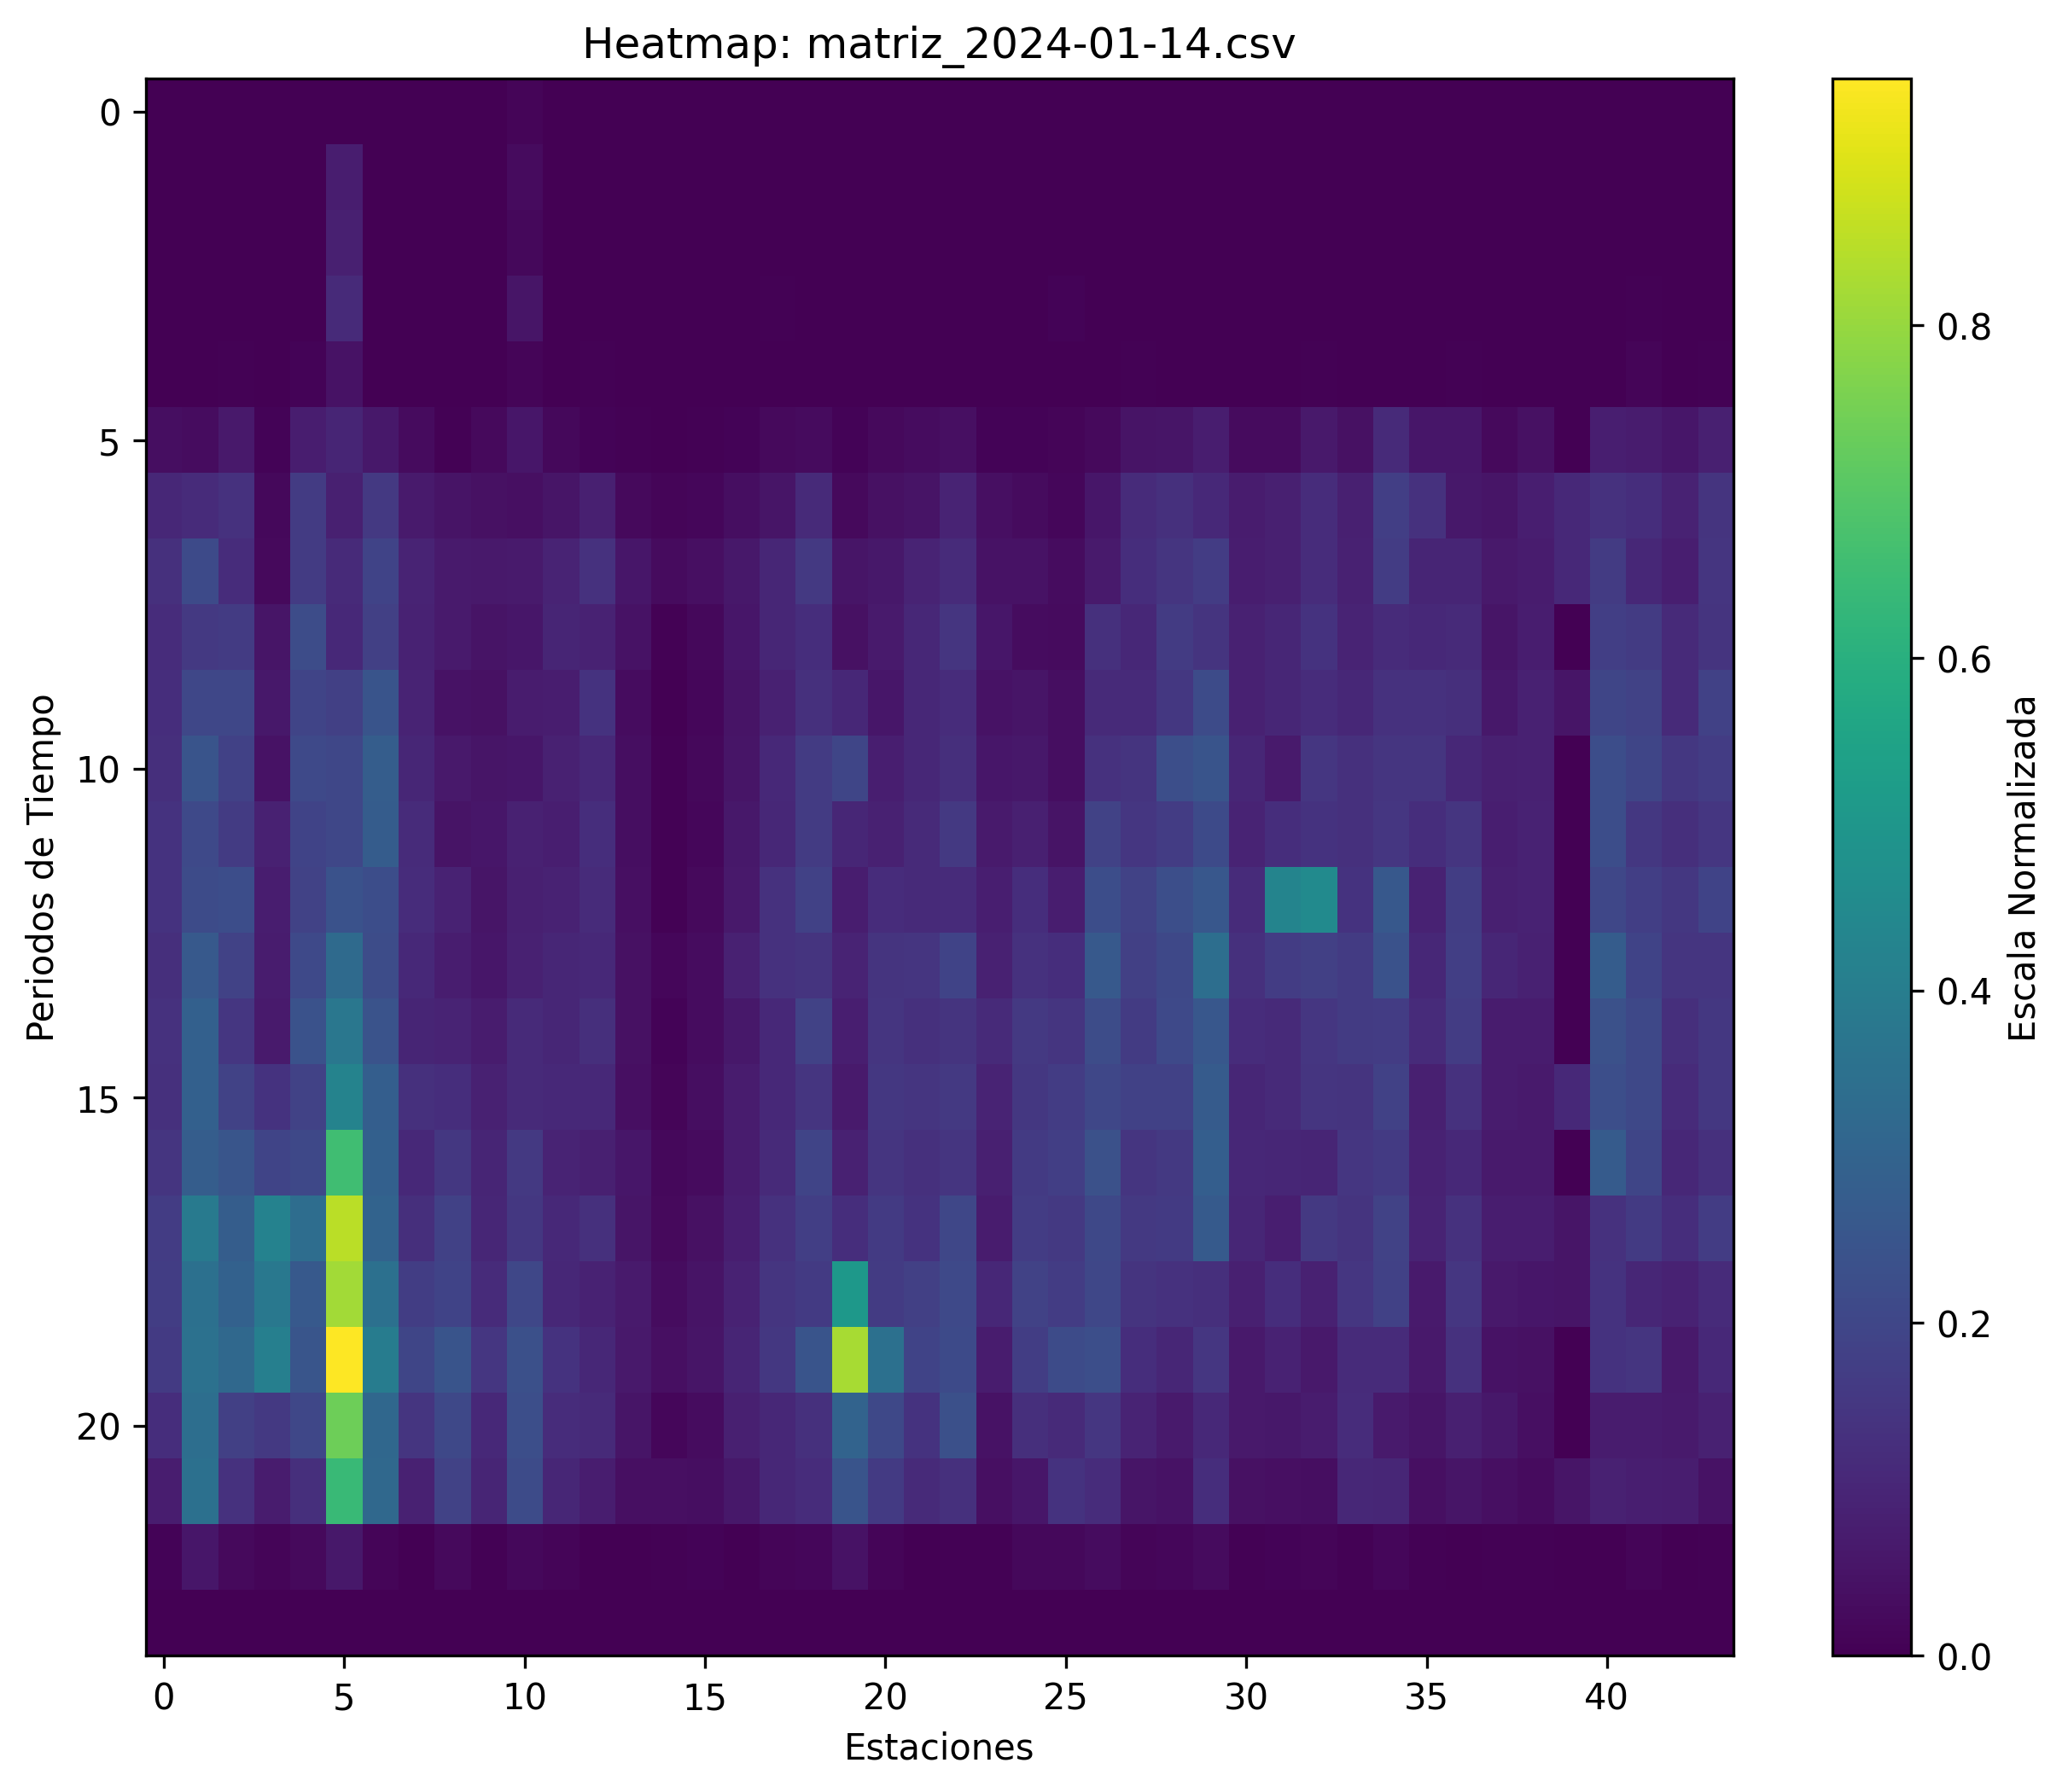 Heatmap: matriz_2024-01-14.csv
Periodos de Tiempo
0
5
10
15
20
0 5 10 15 20 25 30 35 40
Estaciones
0.8
0.6
0.4
0.2
0.0
Escala Normalizada